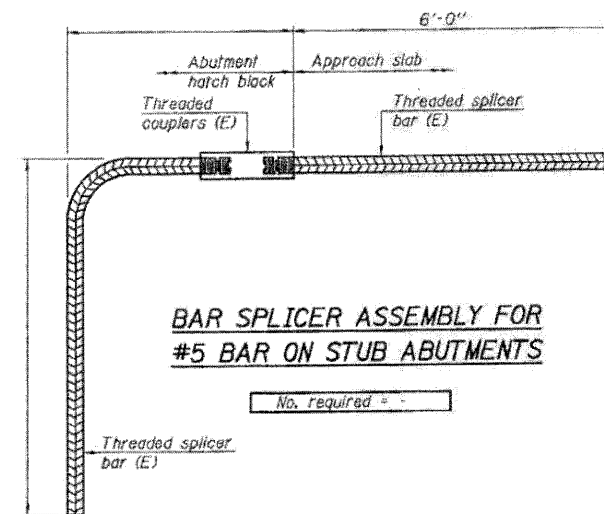 6'-0"
Abutment
hatch block
Approach slab
Threaded
couplers (E)
Threaded splicer
bar (E)
BAR SPLICER ASSEMBLY FOR
#5 BAR ON STUB ABUTMENTS
No. required = -
Threaded splicer
bar (E)